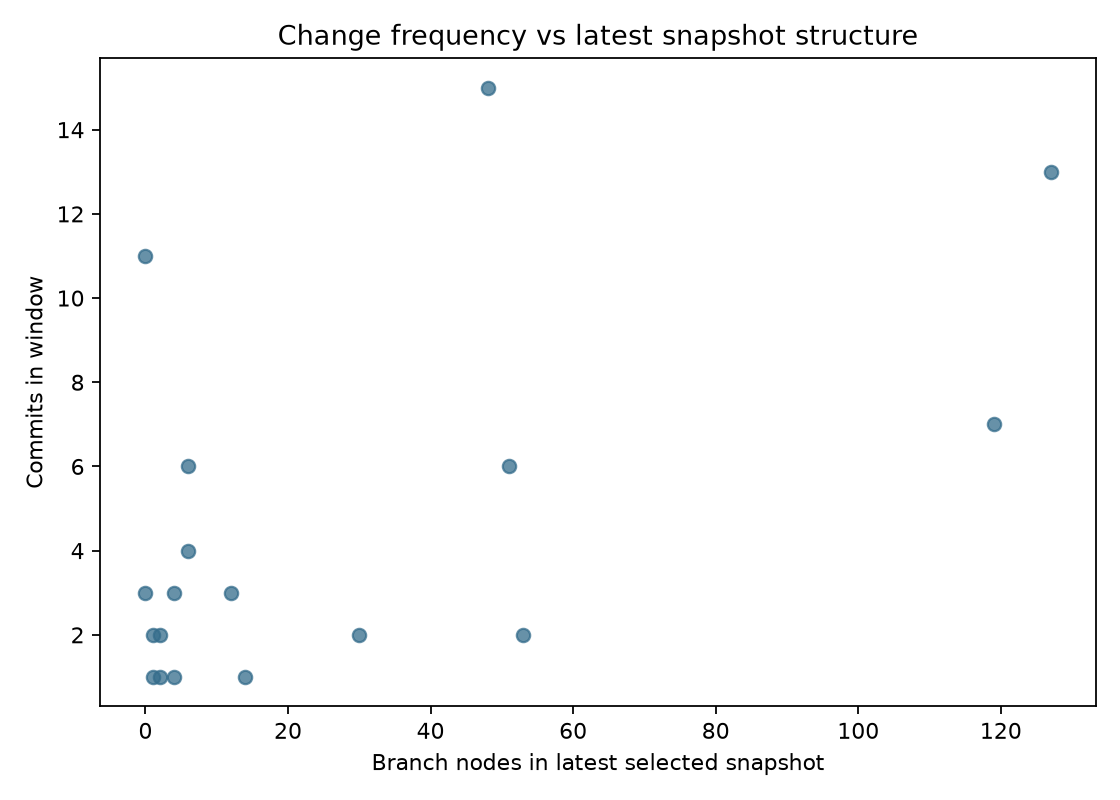 Change frequency vs latest snapshot structure
Commits in window
14
12
10
8
6
4
2
0 20 40 60 80 100 120
Branch nodes in latest selected snapshot